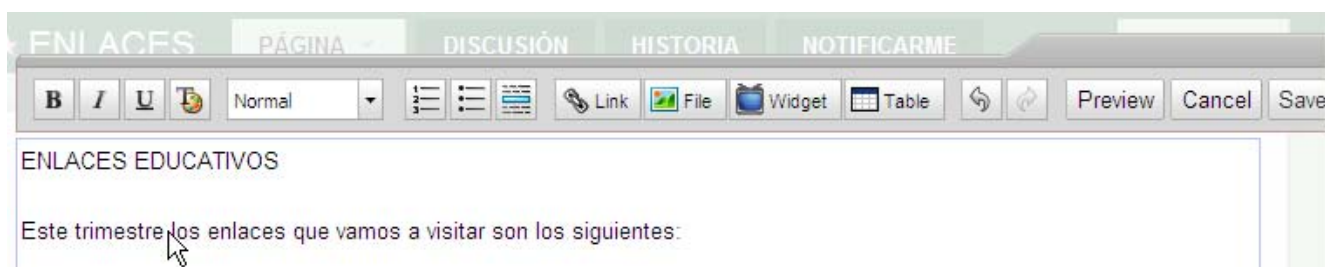 ENLACES PÁGINA DISCUSIÓN HISTORIA NOTIFICARME
B I U T Normal Link File Widget Table Preview Cancel Save
ENLACES EDUCATIVOS
Este trimestre los enlaces que vamos a visitar son los siguientes: